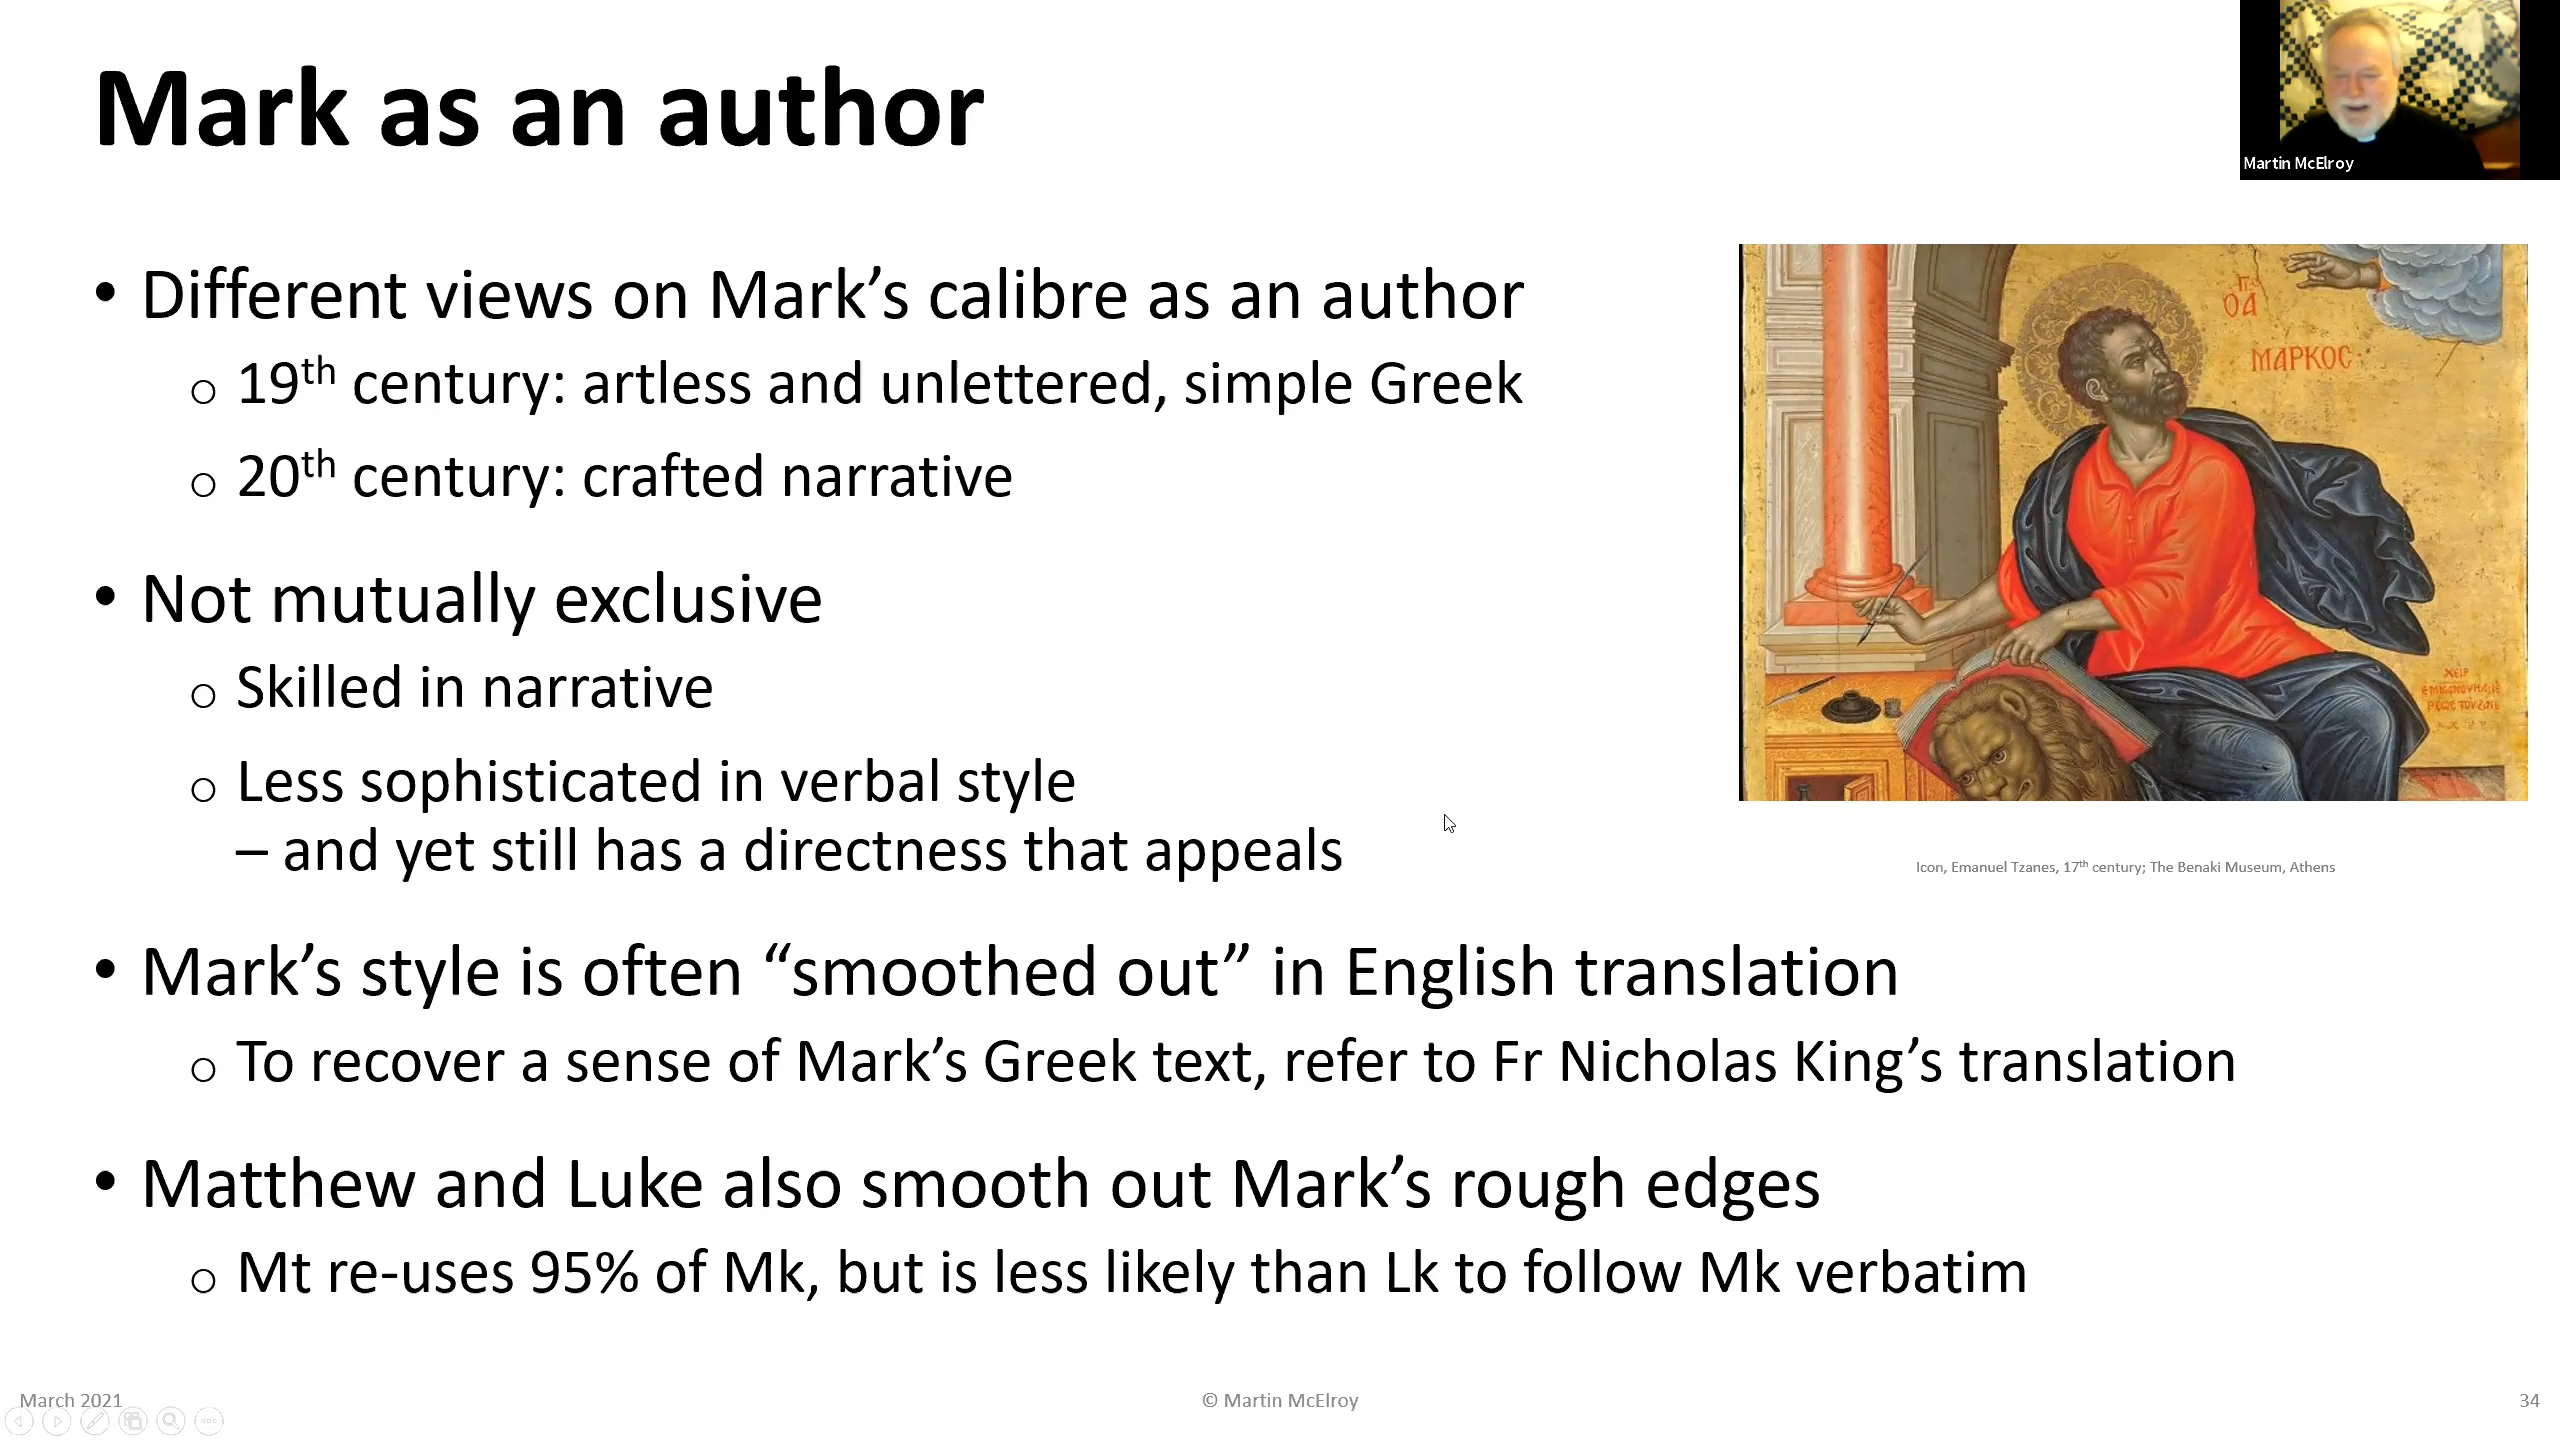 Mark as an author
Martin McElroy
• Different views on Mark’s calibre as an author
o 19th century: artless and unlettered, simple Greek
o 20th century: crafted narrative
• Not mutually exclusive
o Skilled in narrative
o Less sophisticated in verbal style
– and yet still has a directness that appeals
ΜΑΡΚΟC
Icon, Emanuel Tzanes, 17th century; The Benaki Museum, Athens
• Mark’s style is often “smoothed out” in English translation
o To recover a sense of Mark’s Greek text, refer to Fr Nicholas King’s translation
• Matthew and Luke also smooth out Mark’s rough edges
o Mt re-uses 95% of Mk, but is less likely than Lk to follow Mk verbatim
March 2021
© Martin McElroy
34